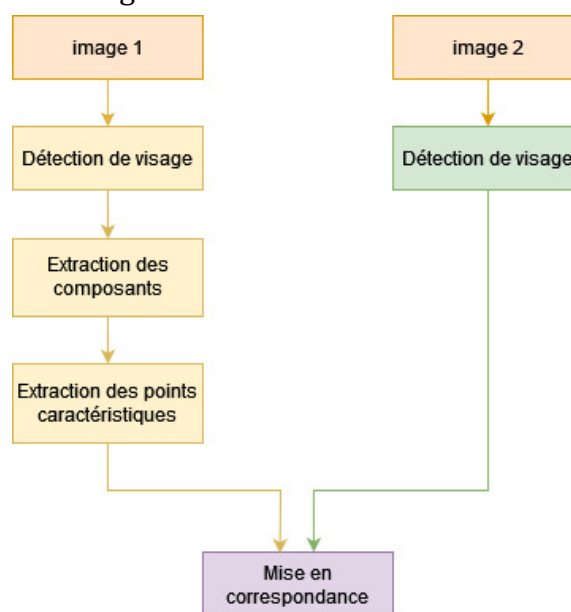 image 1
image 2
Détection de visage
Détection de visage
Extraction des
composants
Extraction des points
caractéristiques
Mise en
correspondance